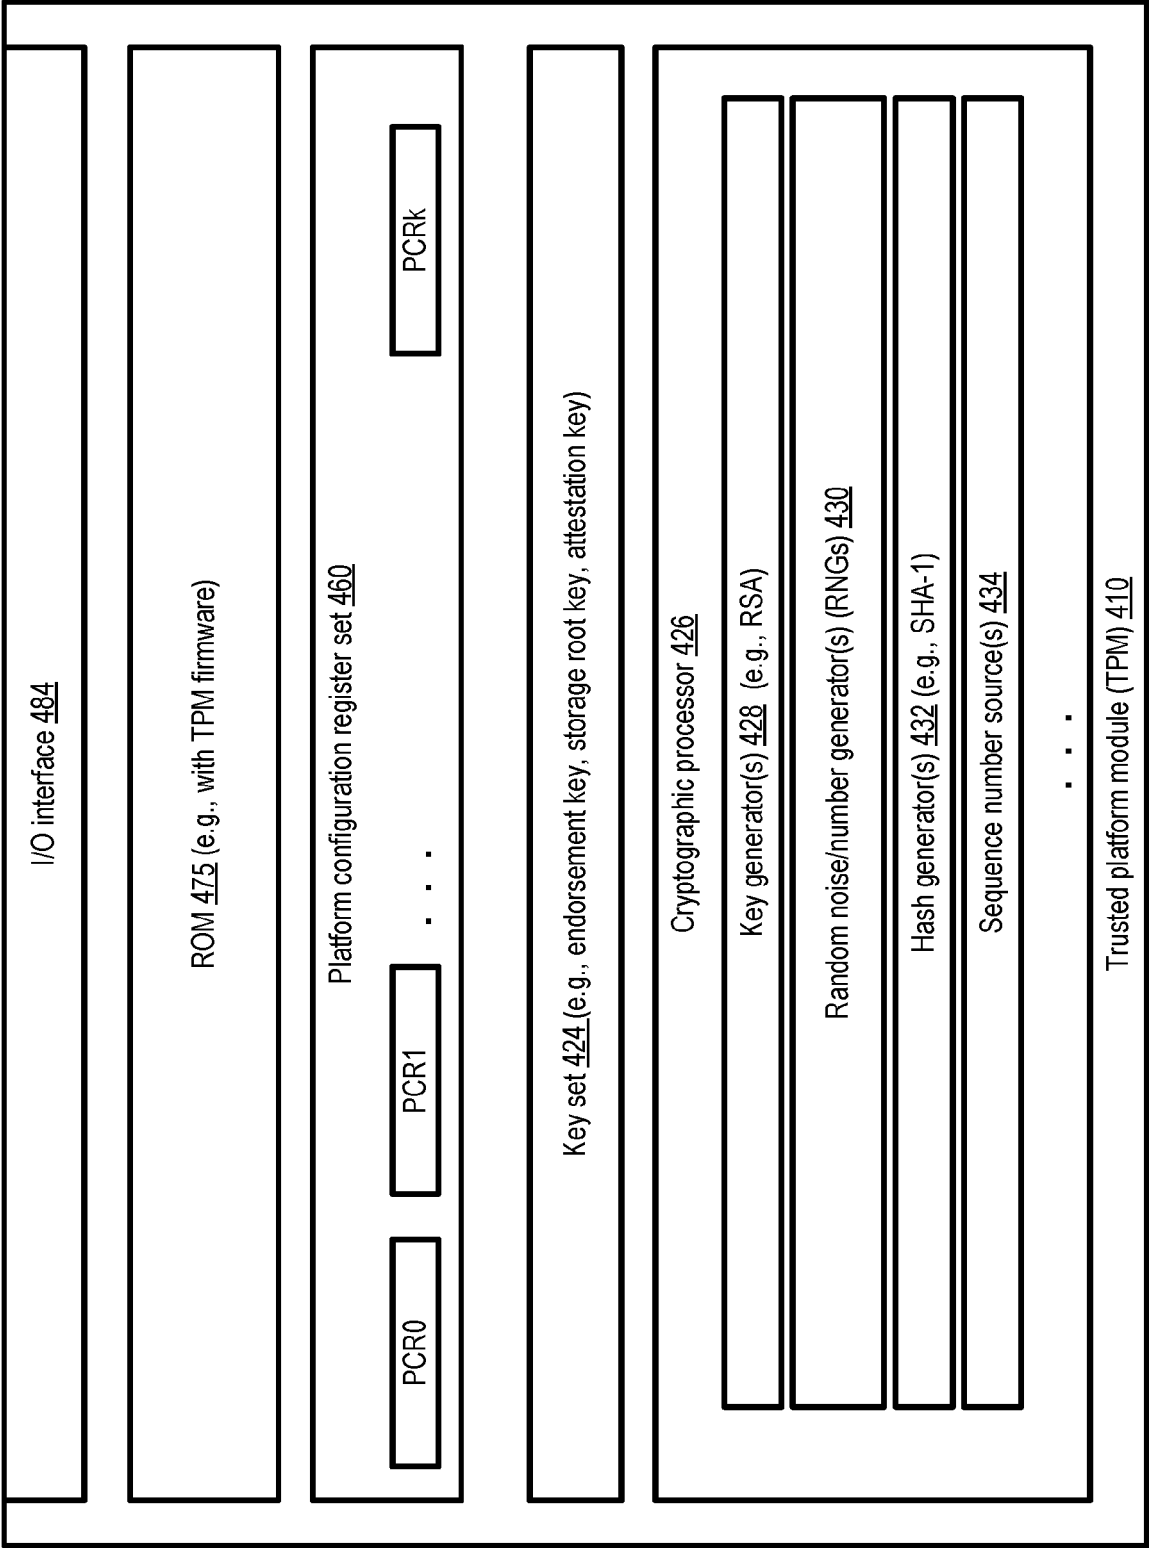 I/O interface 484
ROM 475 (e.g., with TPM firmware)
Platform configuration register set 460
PCR0
PCR1
. . .
PCRk
Key set 424 (e.g., endorsement key, storage root key, attestation key)
Cryptographic processor 426
Key generator(s) 428 (e.g., RSA)
Random noise/number generator(s) (RNGs) 430
Hash generator(s) 432 (e.g., SHA-1)
Sequence number source(s) 434
. . .
Trusted platform module (TPM) 410